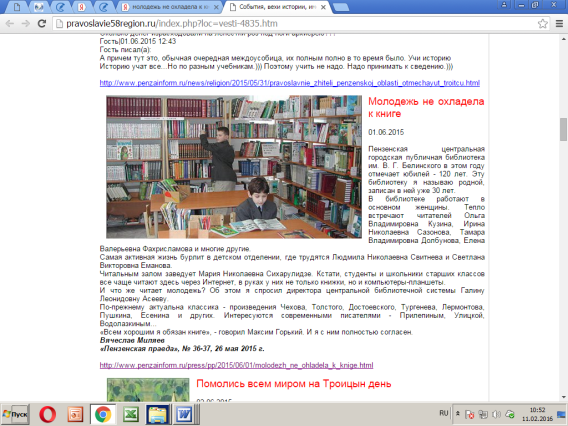 молодежь не охладела к кн
События, вехи истории, им
pravoslavie58region.ru/index.php?loc=vesti-4835.htm
Гость|01.06.2015 12:43
Гость писал(а):
А причем тут это, обычная очередная междоусобица, их полным полно в то время было. Учи историю
Историю учат все...Но по разным учебникам.))) Поэтому учить не надо. Надо принимать к сведению.)))
http://www.penzainform.ru/news/religion/2015/05/31/pravoslavnie_zhiteli_penzenskoj_oblasti_otmechayut_troitcu.html
Молодежь не охладела
к книге
01.06.2015
Пензенская центральная
городская публичная библиотека
им. В. Г. Белинского в этом году
отмечает юбилей - 120 лет. Эту
библиотеку я называю родной,
записан в ней уже 30 лет.
В библиотеке работают в
основном женщины. Тепло
встречают читателей Ольга
Владимировна Кузина, Ирина
Николаевна Сазонова, Тамара
Владимировна Долбунова, Елена
Валерьевна Фахрисламова и многие другие.
Самая активная жизнь бурлит в детском отделении, где трудятся Людмила Николаевна Свитнева и Светлана
Викторовна Еманова.
Читальным залом заведует Мария Николаевна Сихарулидзе. Кстати, студенты и школьники старших классов
все чаще читают здесь через Интернет, в руках у них не только книжки, но и компьютеры-планшеты.
И что же читает молодежь? Об этом я спросил директора центральной библиотечной системы Галину
Леонидовну Асееву.
По-прежнему актуальна классика - произведения Чехова, Толстого, Достоевского, Тургенева, Лермонтова,
Пушкина, Есенина и других. Интересуются современными писателями - Прилепиным, Улицкой,
Водолазкиным...
«Всем хорошим я обязан книге», - говорил Максим Горький. И я с ним полностью согласен.
Вячеслав Миляев
«Пензенская правда», № 36-37, 26 мая 2015 г.
http://www.penzainform.ru/press/pp/2015/06/01/molodezh_ne_ohladela_k_knige.html
Помолись всем миром на Троицын день
Пуск
RU
10:52
11.02.2016